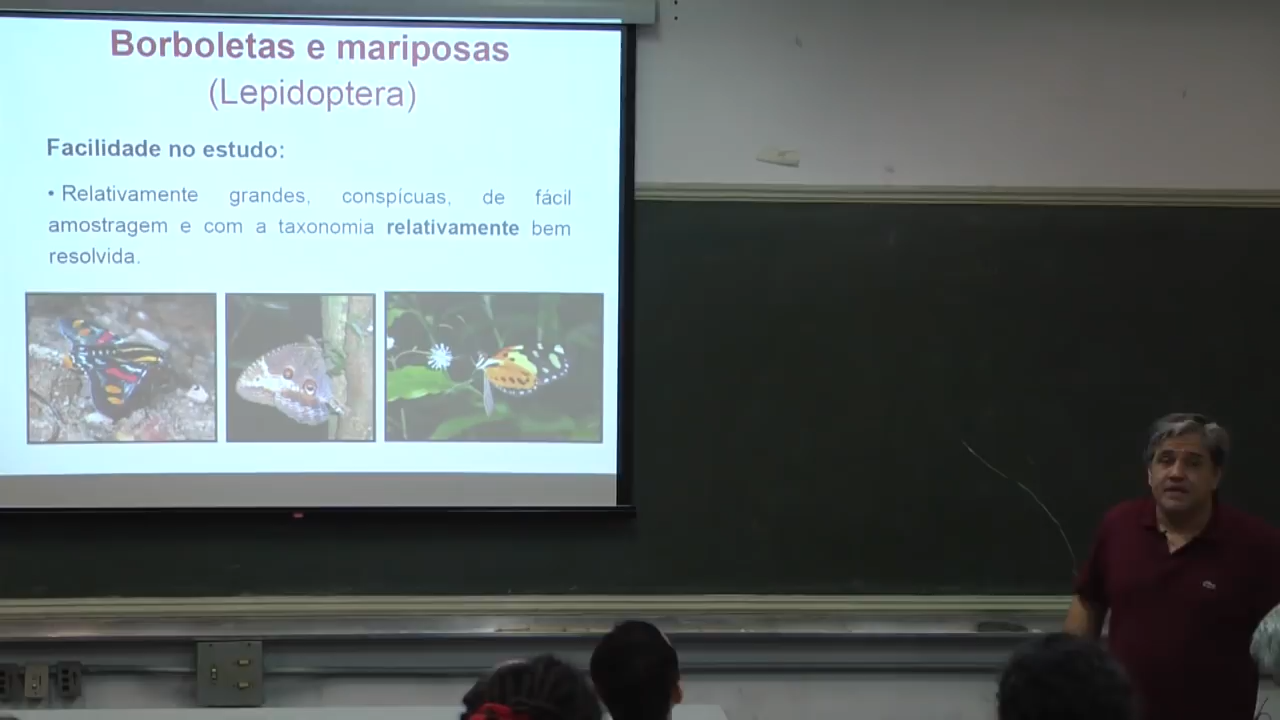 Borboletas e mariposas
(Lepidoptera)
Facilidade no estudo:
• Relativamente grandes, conspícuas, de fácil
amostragem e com a taxonomia relativamente bem
resolvida.